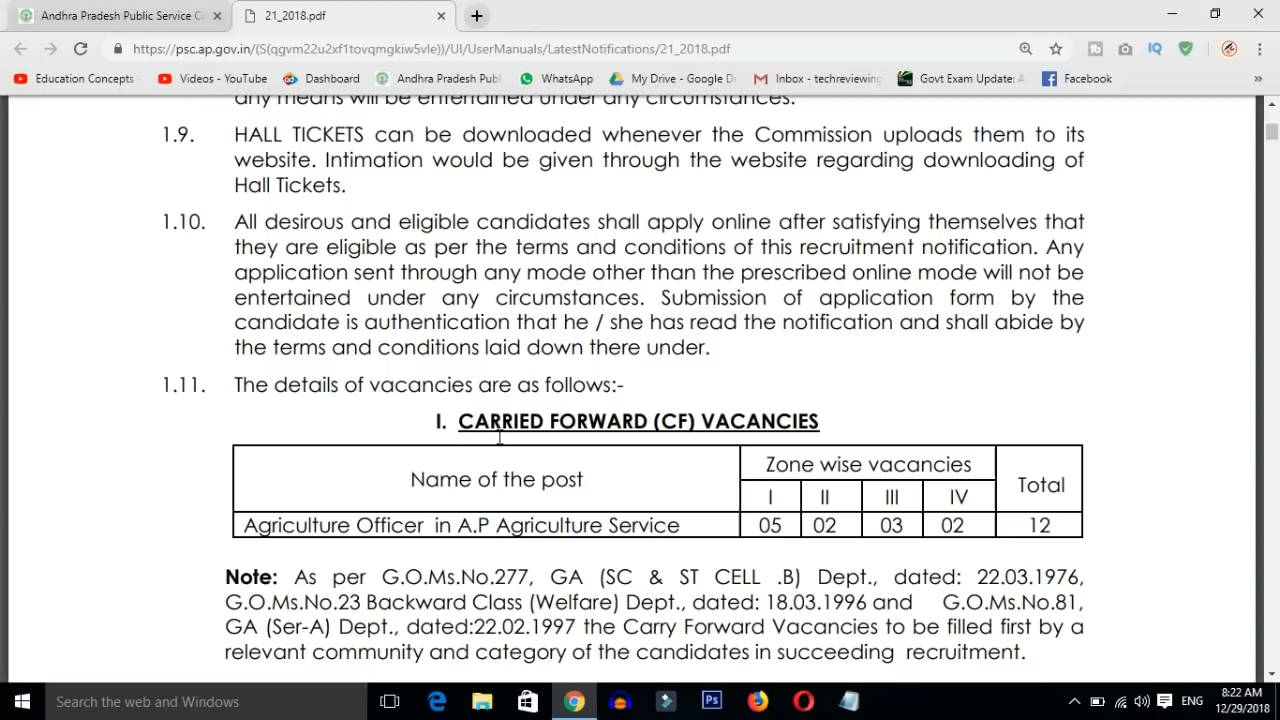 Andhra Pradesh Public Service Co
21_2018.pdf
https://psc.ap.gov.in/(S(qgvm22u2xf1tovqmgkiw5vle))/UI/UserManuals/LatestNotifications/21_2018.pdf
Education Concepts - Videos - YouTube Dashboard Andhra Pradesh Publ WhatsApp My Drive - Google D Inbox - techreviewing Govt Exam Update: A Facebook »
any means will be entertained under any circumstances.
1.9. HALL TICKETS can be downloaded whenever the Commission uploads them to its
website. Intimation would be given through the website regarding downloading of
Hall Tickets.
1.10. All desirous and eligible candidates shall apply online after satisfying themselves that
they are eligible as per the terms and conditions of this recruitment notification. Any
application sent through any mode other than the prescribed online mode will not be
entertained under any circumstances. Submission of application form by the
candidate is authentication that he / she has read the notification and shall abide by
the terms and conditions laid down there under.
1.11. The details of vacancies are as follows:-
I. CARRIED FORWARD (CF) VACANCIES
Name of the post Zone wise vacancies Total
I II III IV
Agriculture Officer in A.P Agriculture Service 05 02 03 02 12
Note: As per G.O.Ms.No.277, GA (SC & ST CELL .B) Dept., dated: 22.03.1976,
G.O.Ms.No.23 Backward Class (Welfare) Dept., dated: 18.03.1996 and G.O.Ms.No.81,
GA (Ser-A) Dept., dated:22.02.1997 the Carry Forward Vacancies to be filled first by a
relevant community and category of the candidates in succeeding recruitment.
Search the web and Windows
Ps
ENG
8:22 AM
12/29/2018